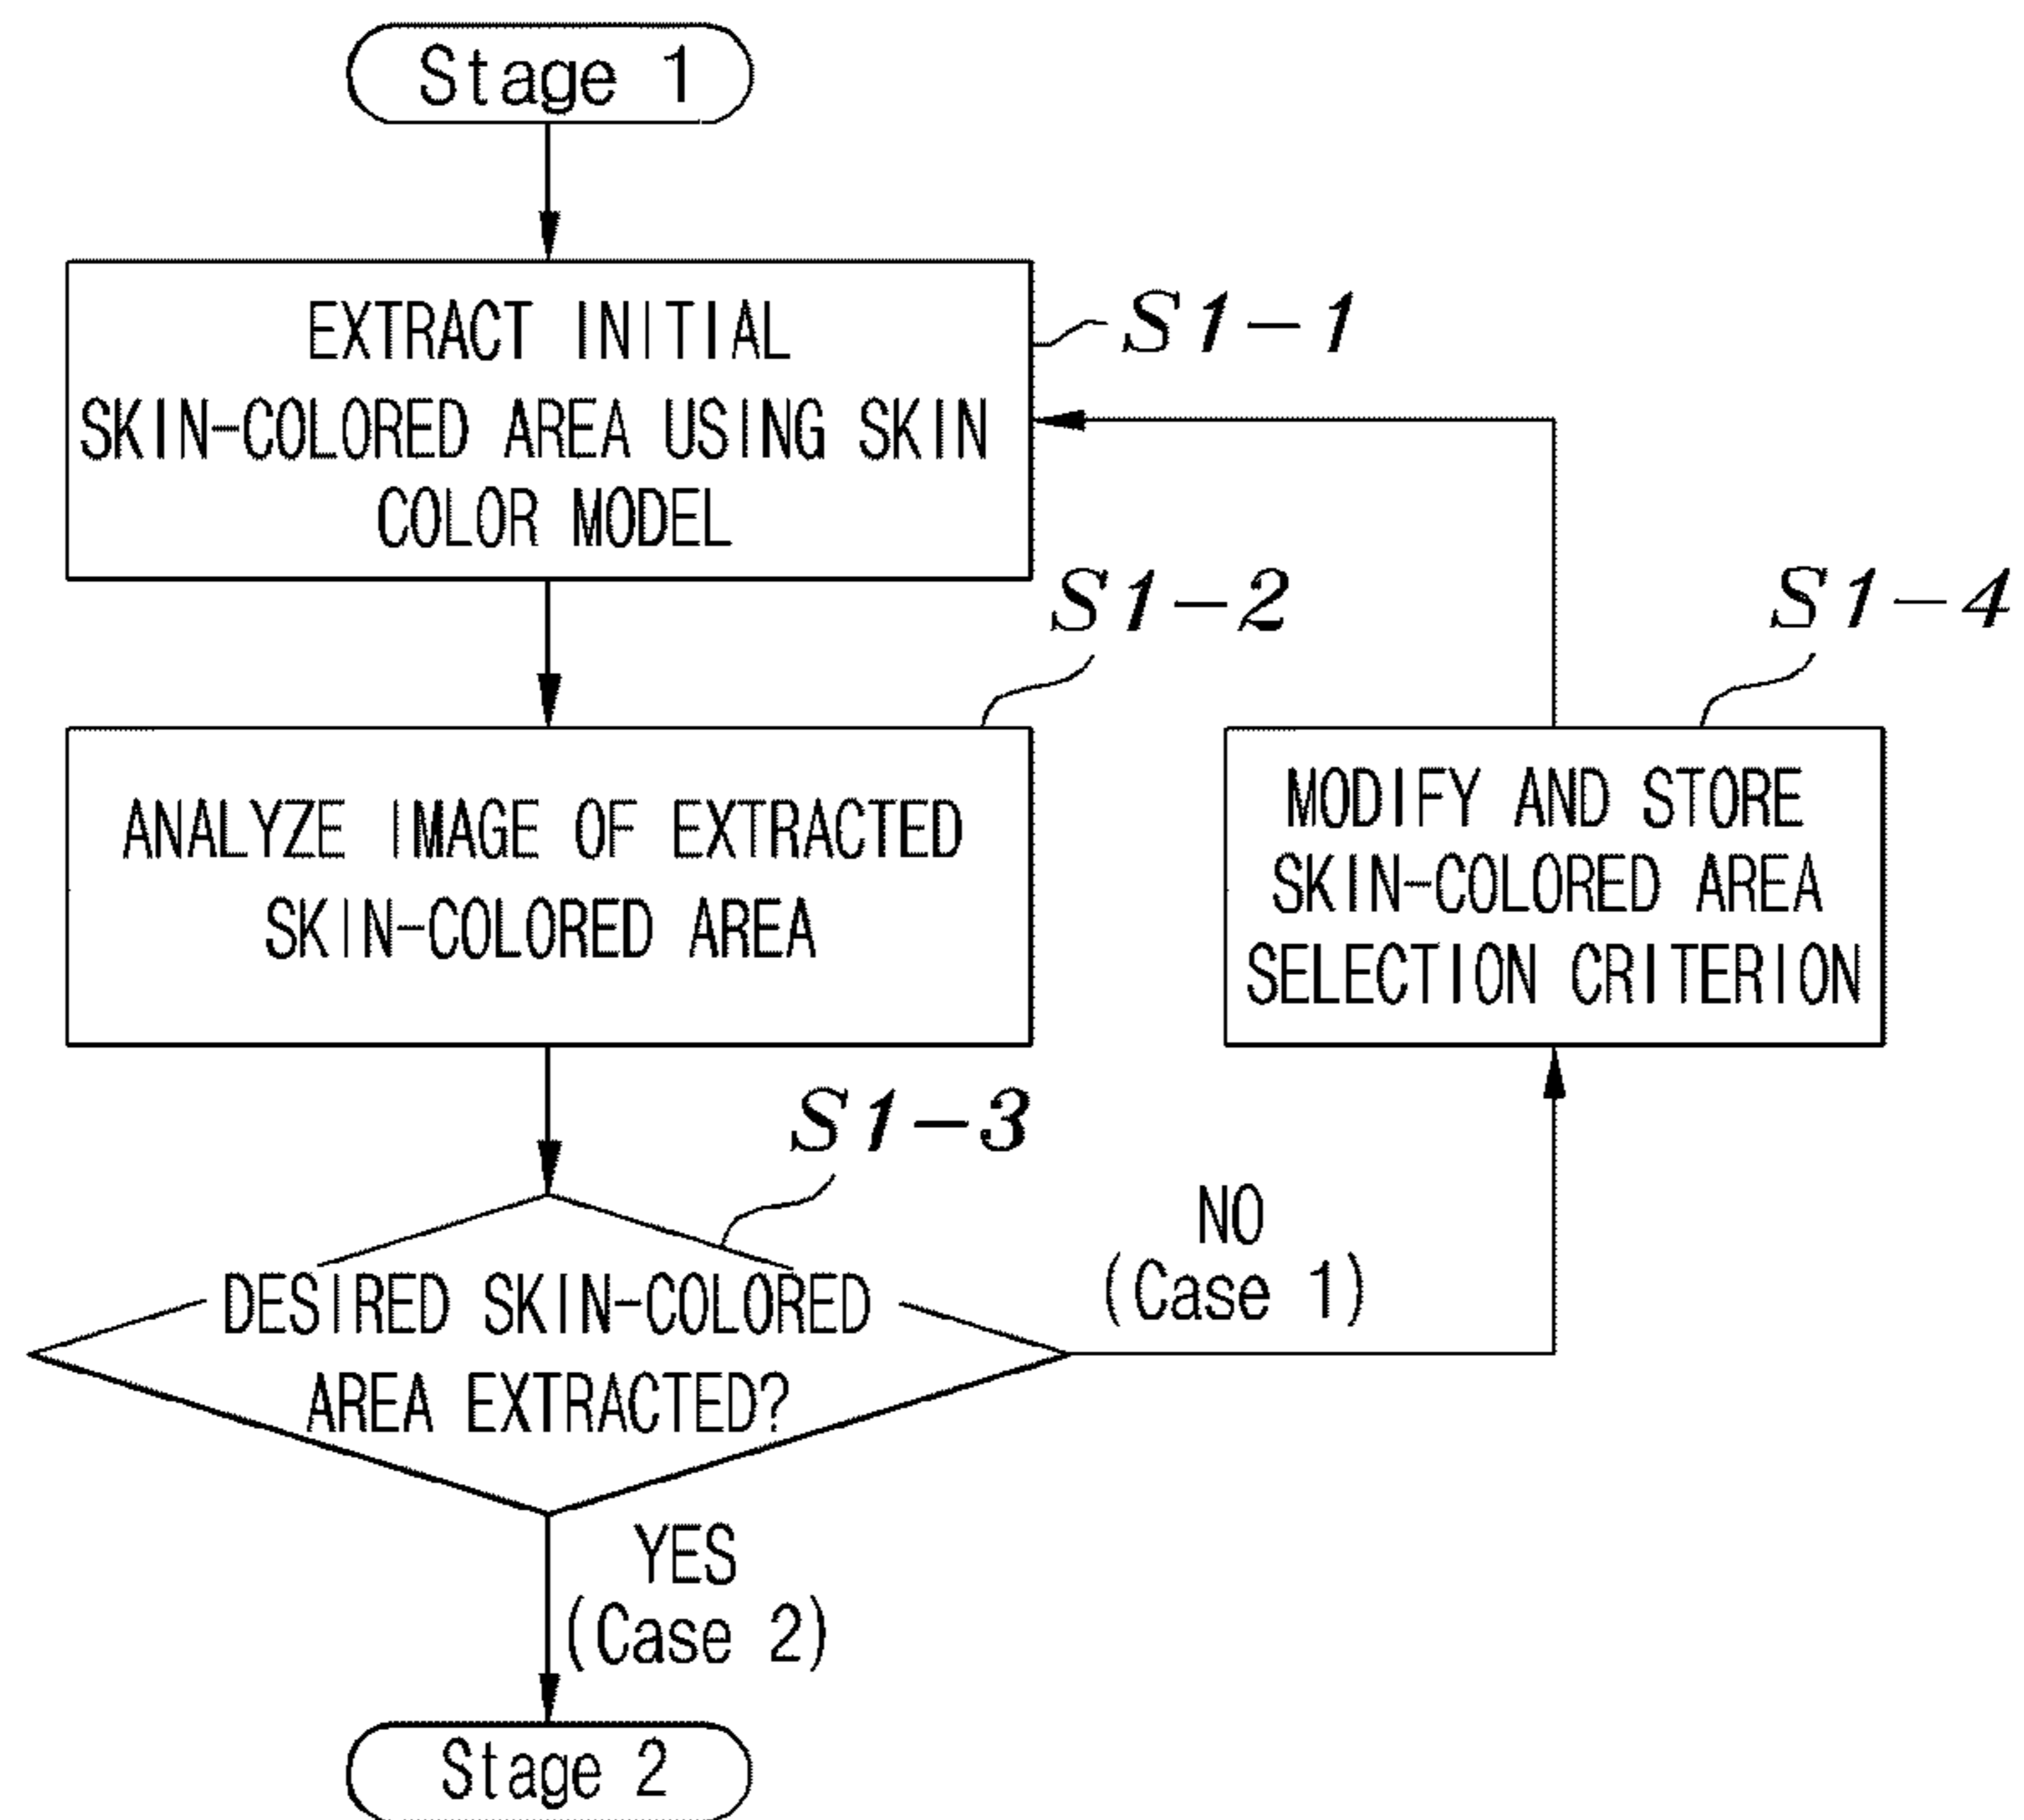 Stage 1
EXTRACT INITIAL
SKIN-COLORED AREA USING SKIN
COLOR MODEL
S1-1
S1-2
ANALYZE IMAGE OF EXTRACTED
SKIN-COLORED AREA
S1-4
MODIFY AND STORE
SKIN-COLORED AREA
SELECTION CRITERION
S1-3
DESIRED SKIN-COLORED
AREA EXTRACTED?
NO
(Case 1)
YES
(Case 2)
Stage 2